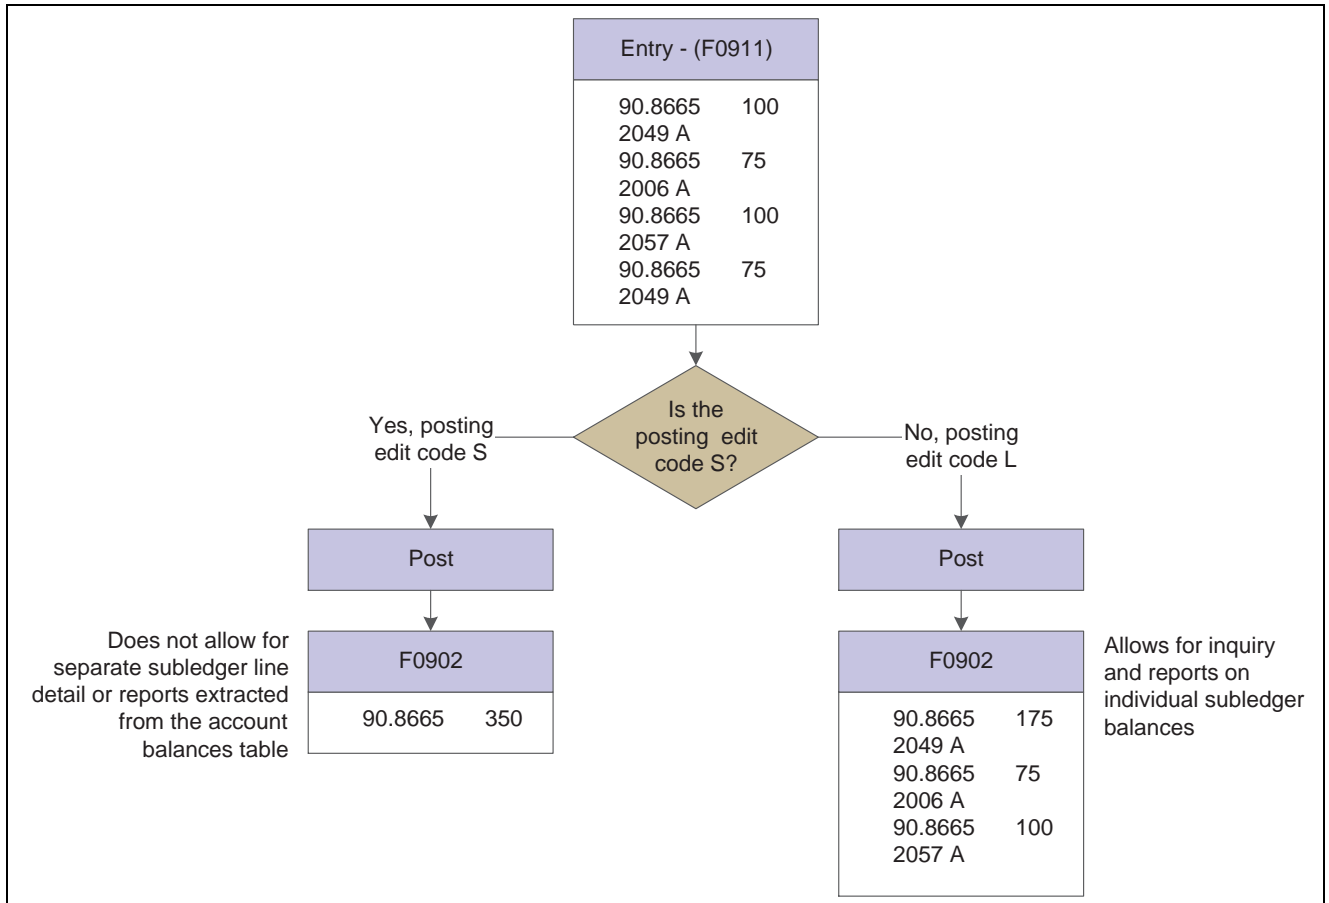 Entry - (F0911)
90.8665 100
2049 A
90.8665 75
2006 A
90.8665 100
2057 A
90.8665 75
2049 A
Is the
posting edit
code S?
Yes, posting
edit code S
No, posting
edit code L
Post
Post
Does not allow for
separate subledger line
detail or reports extracted
from the account
balances table
F0902
90.8665 350
F0902
90.8665 175
2049 A
90.8665 75
2006 A
90.8665 100
2057 A
Allows for inquiry
and reports on
individual subledger
balances